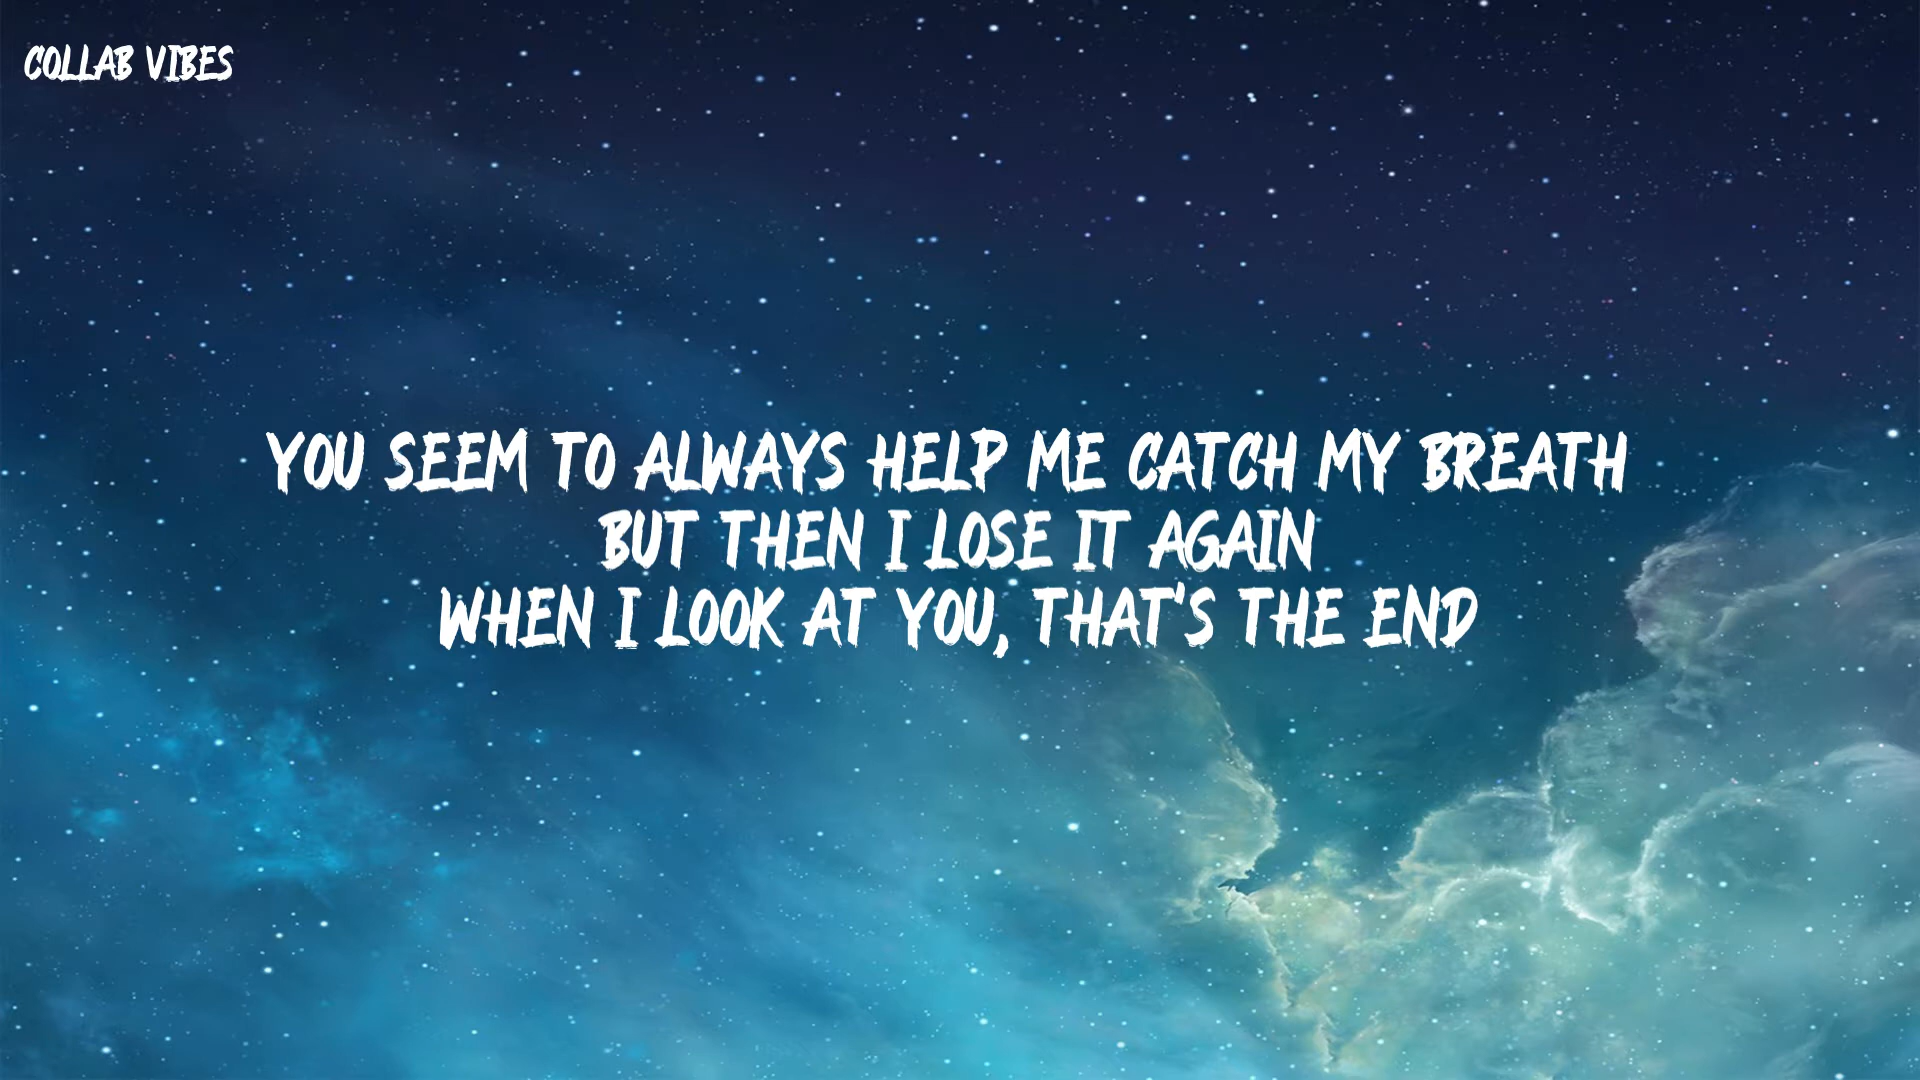 COLLAB VIBES
YOU SEEM TO ALWAYS HELP ME CATCH MY BREATH
BUT THEN I LOSE IT AGAIN
WHEN I LOOK AT YOU, THAT'S THE END